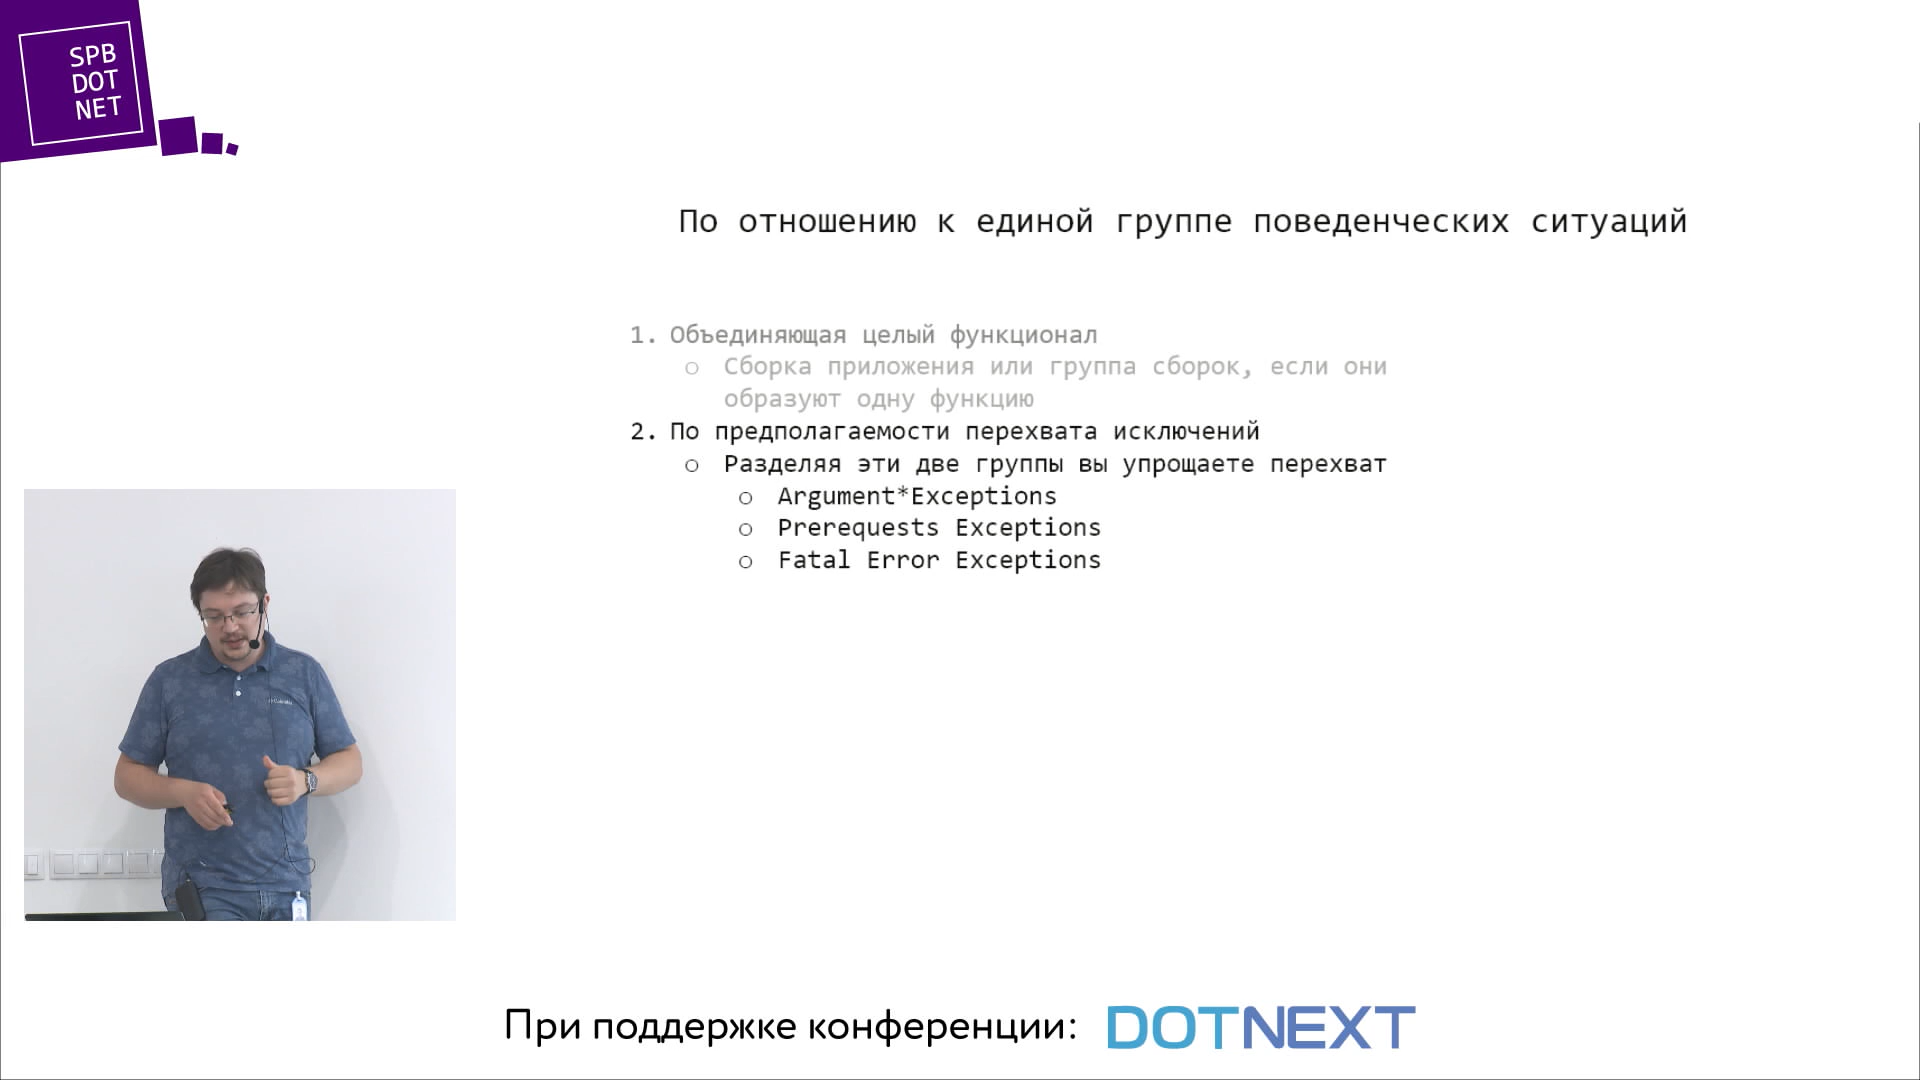 SPB
DOT
NET
По отношению к единой группе поведенческих ситуаций
1. Объединяющая целый функционал
○ Сборка приложения или группа сборок, если они
образуют одну функцию
2. По предполагаемости перехвата исключений
○ Разделяя эти две группы вы упрощаете перехват
○ Argument*Exceptions
○ Prerequests Exceptions
○ Fatal Error Exceptions
При поддержке конференции: DOTNEXT